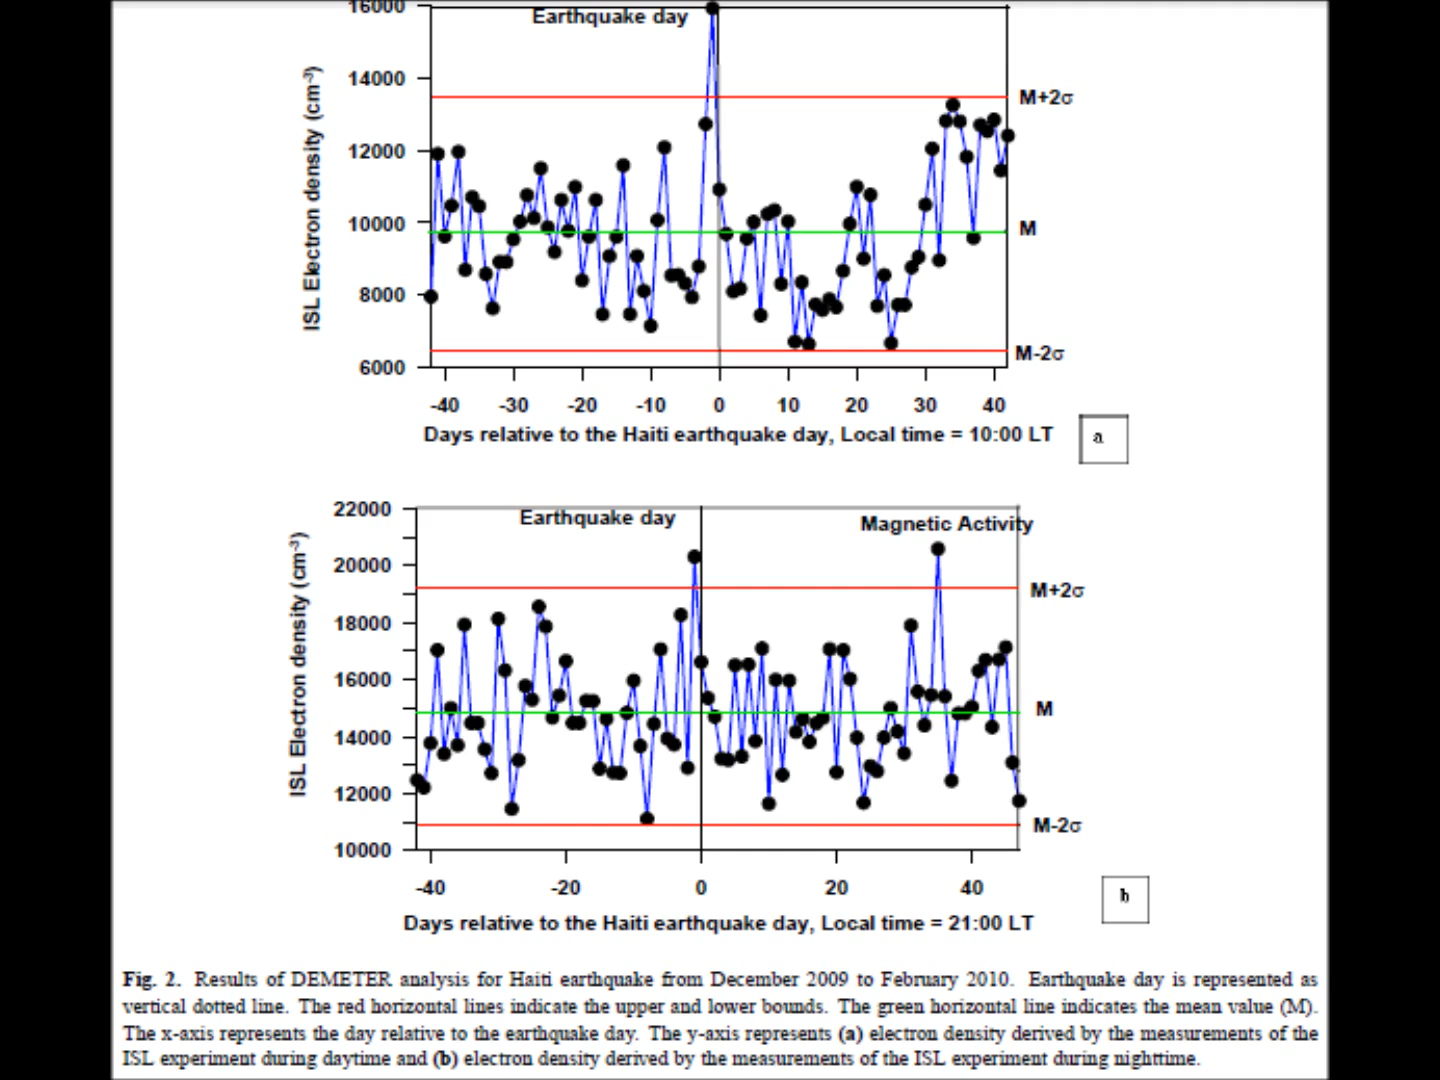 16000
Earthquake day
14000
M+2σ
12000
10000
M
8000
M-2σ
6000
ISL Electron density (cm-3)
-40 -30 -20 -10 0 10 20 30 40
Days relative to the Haiti earthquake day, Local time = 10:00 LT
a
22000
Earthquake day
Magnetic Activity
20000
M+2σ
18000
16000
M
14000
12000
M-2σ
10000
ISL Electron density (cm-3)
-40 -20 0 20 40
Days relative to the Haiti earthquake day, Local time = 21:00 LT
b
Fig. 2. Results of DEMETER analysis for Haiti earthquake from December 2009 to February 2010. Earthquake day is represented as
vertical dotted line. The red horizontal lines indicate the upper and lower bounds. The green horizontal line indicates the mean value (M).
The x-axis represents the day relative to the earthquake day. The y-axis represents (a) electron density derived by the measurements of the
ISL experiment during daytime and (b) electron density derived by the measurements of the ISL experiment during nighttime.